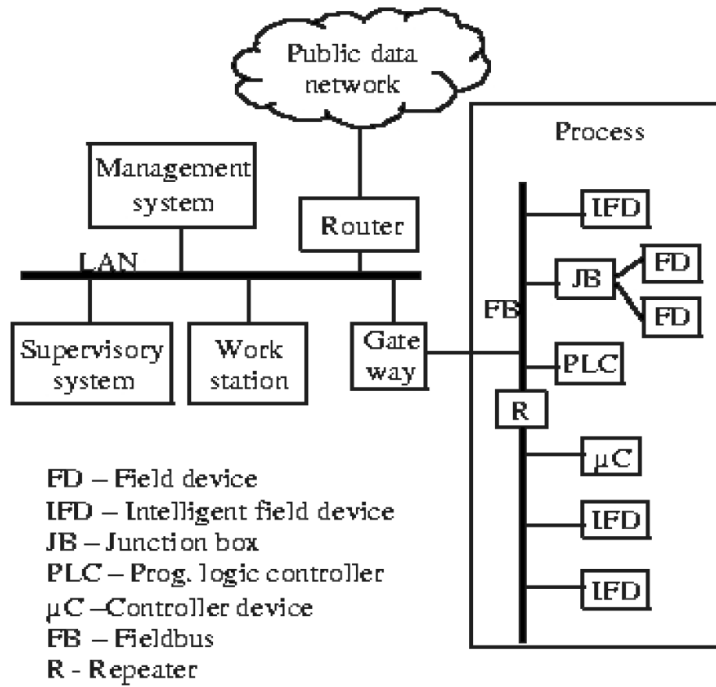 Public data
network
Process
Management
system
Router
IFD
LAN
JB
FD
FB
FD
Supervisory
system
Work
station
Gate
way
PLC
R
µC
IFD
IFD
FD – Field device
IFD – Intelligent field device
JB – Junction box
PLC – Prog. logic controller
µC –Controller device
FB – Fieldbus
R - Repeater